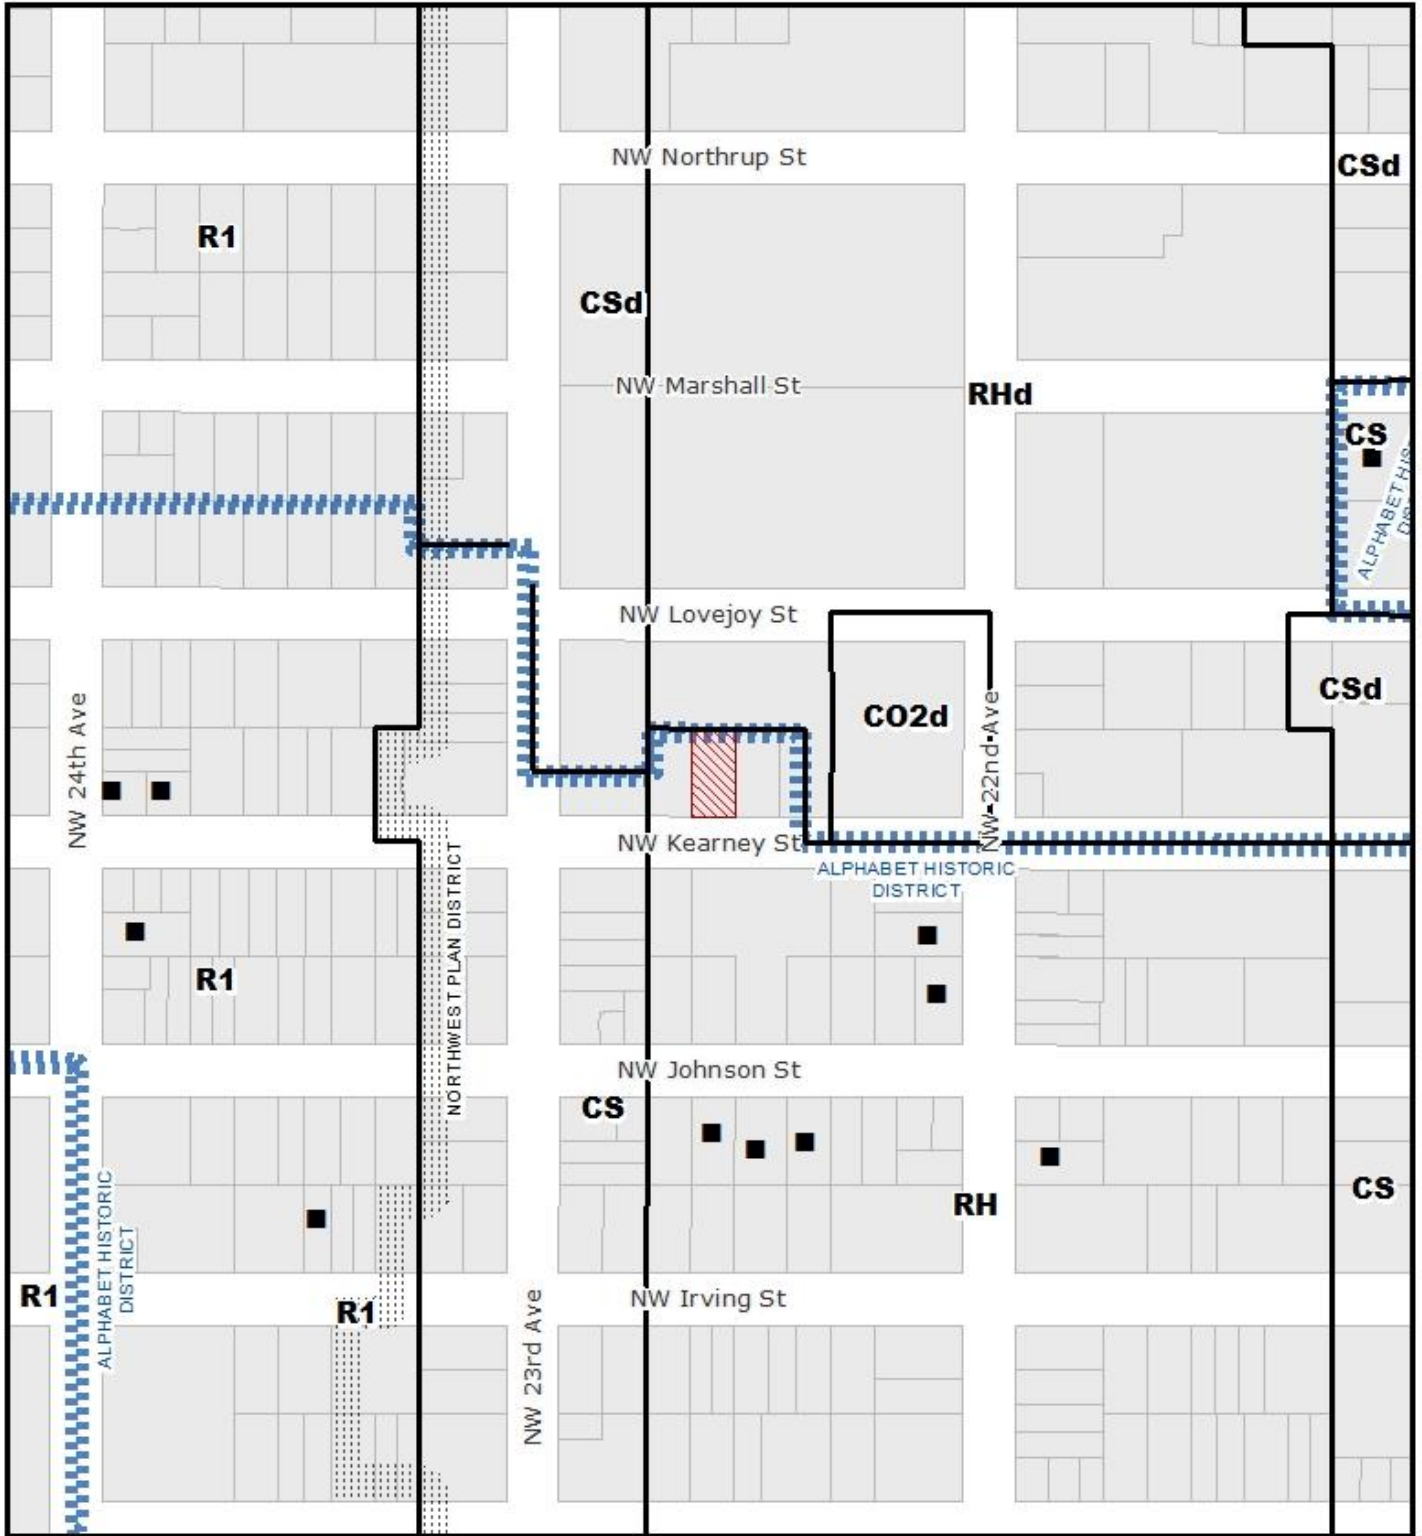 NW Northrup St
CSd
R1
CSd
NW Marshall St
RHd
CS
ALPHABET HIS
NW Lovejoy St
CSd
CO2d
NW 24th Ave
NW 22nd Ave
NW Kearney St
ALPHABET HISTORIC
DISTRICT
NORTHWEST PLAN DISTRICT
R1
NW Johnson St
CS
CS
RH
ALPHABET HISTORIC
DISTRICT
R1
R1
NW Irving St
NW 23rd Ave